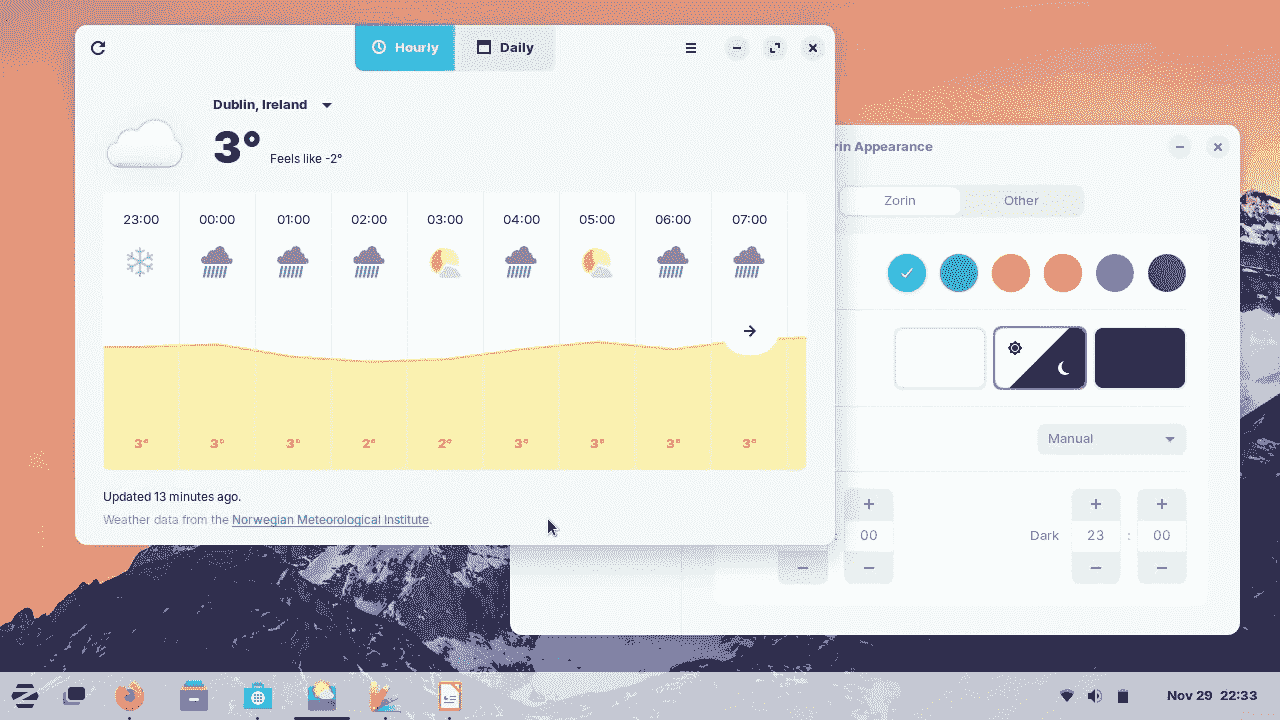 Hourly
Daily
Dublin, Ireland
3°
Feels like -2°
23:00 00:00 01:00 02:00 03:00 04:00 05:00 06:00 07:00
3° 3° 3° 2° 2° 3° 3° 3° 3°
Updated 13 minutes ago.
Weather data from the Norwegian Meteorological Institute.
rin Appearance
Zorin
Other
Manual
: 00
Dark 23 : 00
Nov 29 22:33